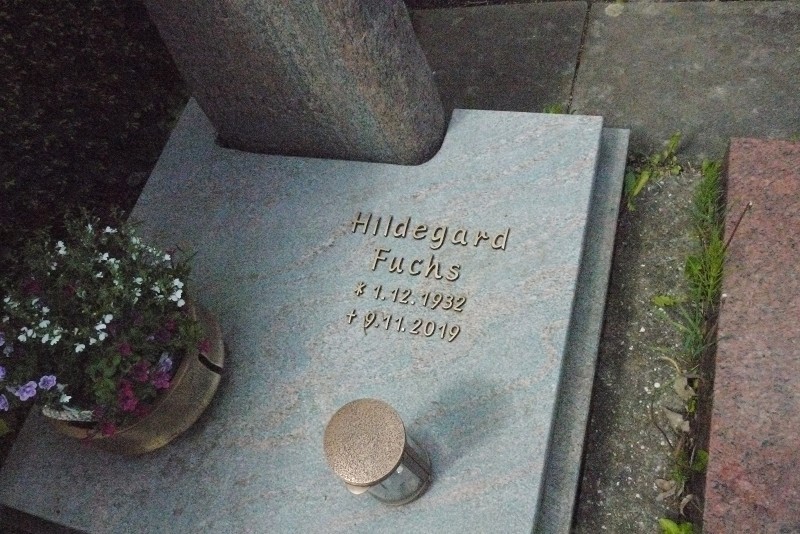 Hildegard
Fuchs
* 1.12.1932
† 9.11.2019